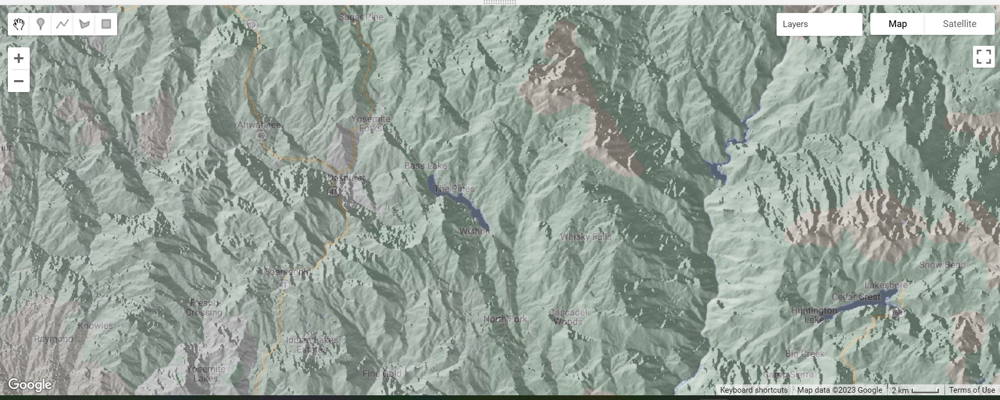 Sugar Pine
49
Layers
Map
Satellite
Yosemite
Forks
Ahwahnee
49
Bass Lake
Oakhurst
The Pines
41
Wishon
Whisky Falls
Snow Bend
Coarsegold
41
Lakeshore
Cedar Crest
Fresno
Crossing
Huntington
Lake
168
Cascadel
Woods
North Fork
Knowles
Raymond
Indian Lakes
Estates
Big Creek
Yosemite
Lakes
Fine Gold
Camp Sierra
Google
Keyboard shortcuts
Map data ©2023 Google
2 km
Terms of Use